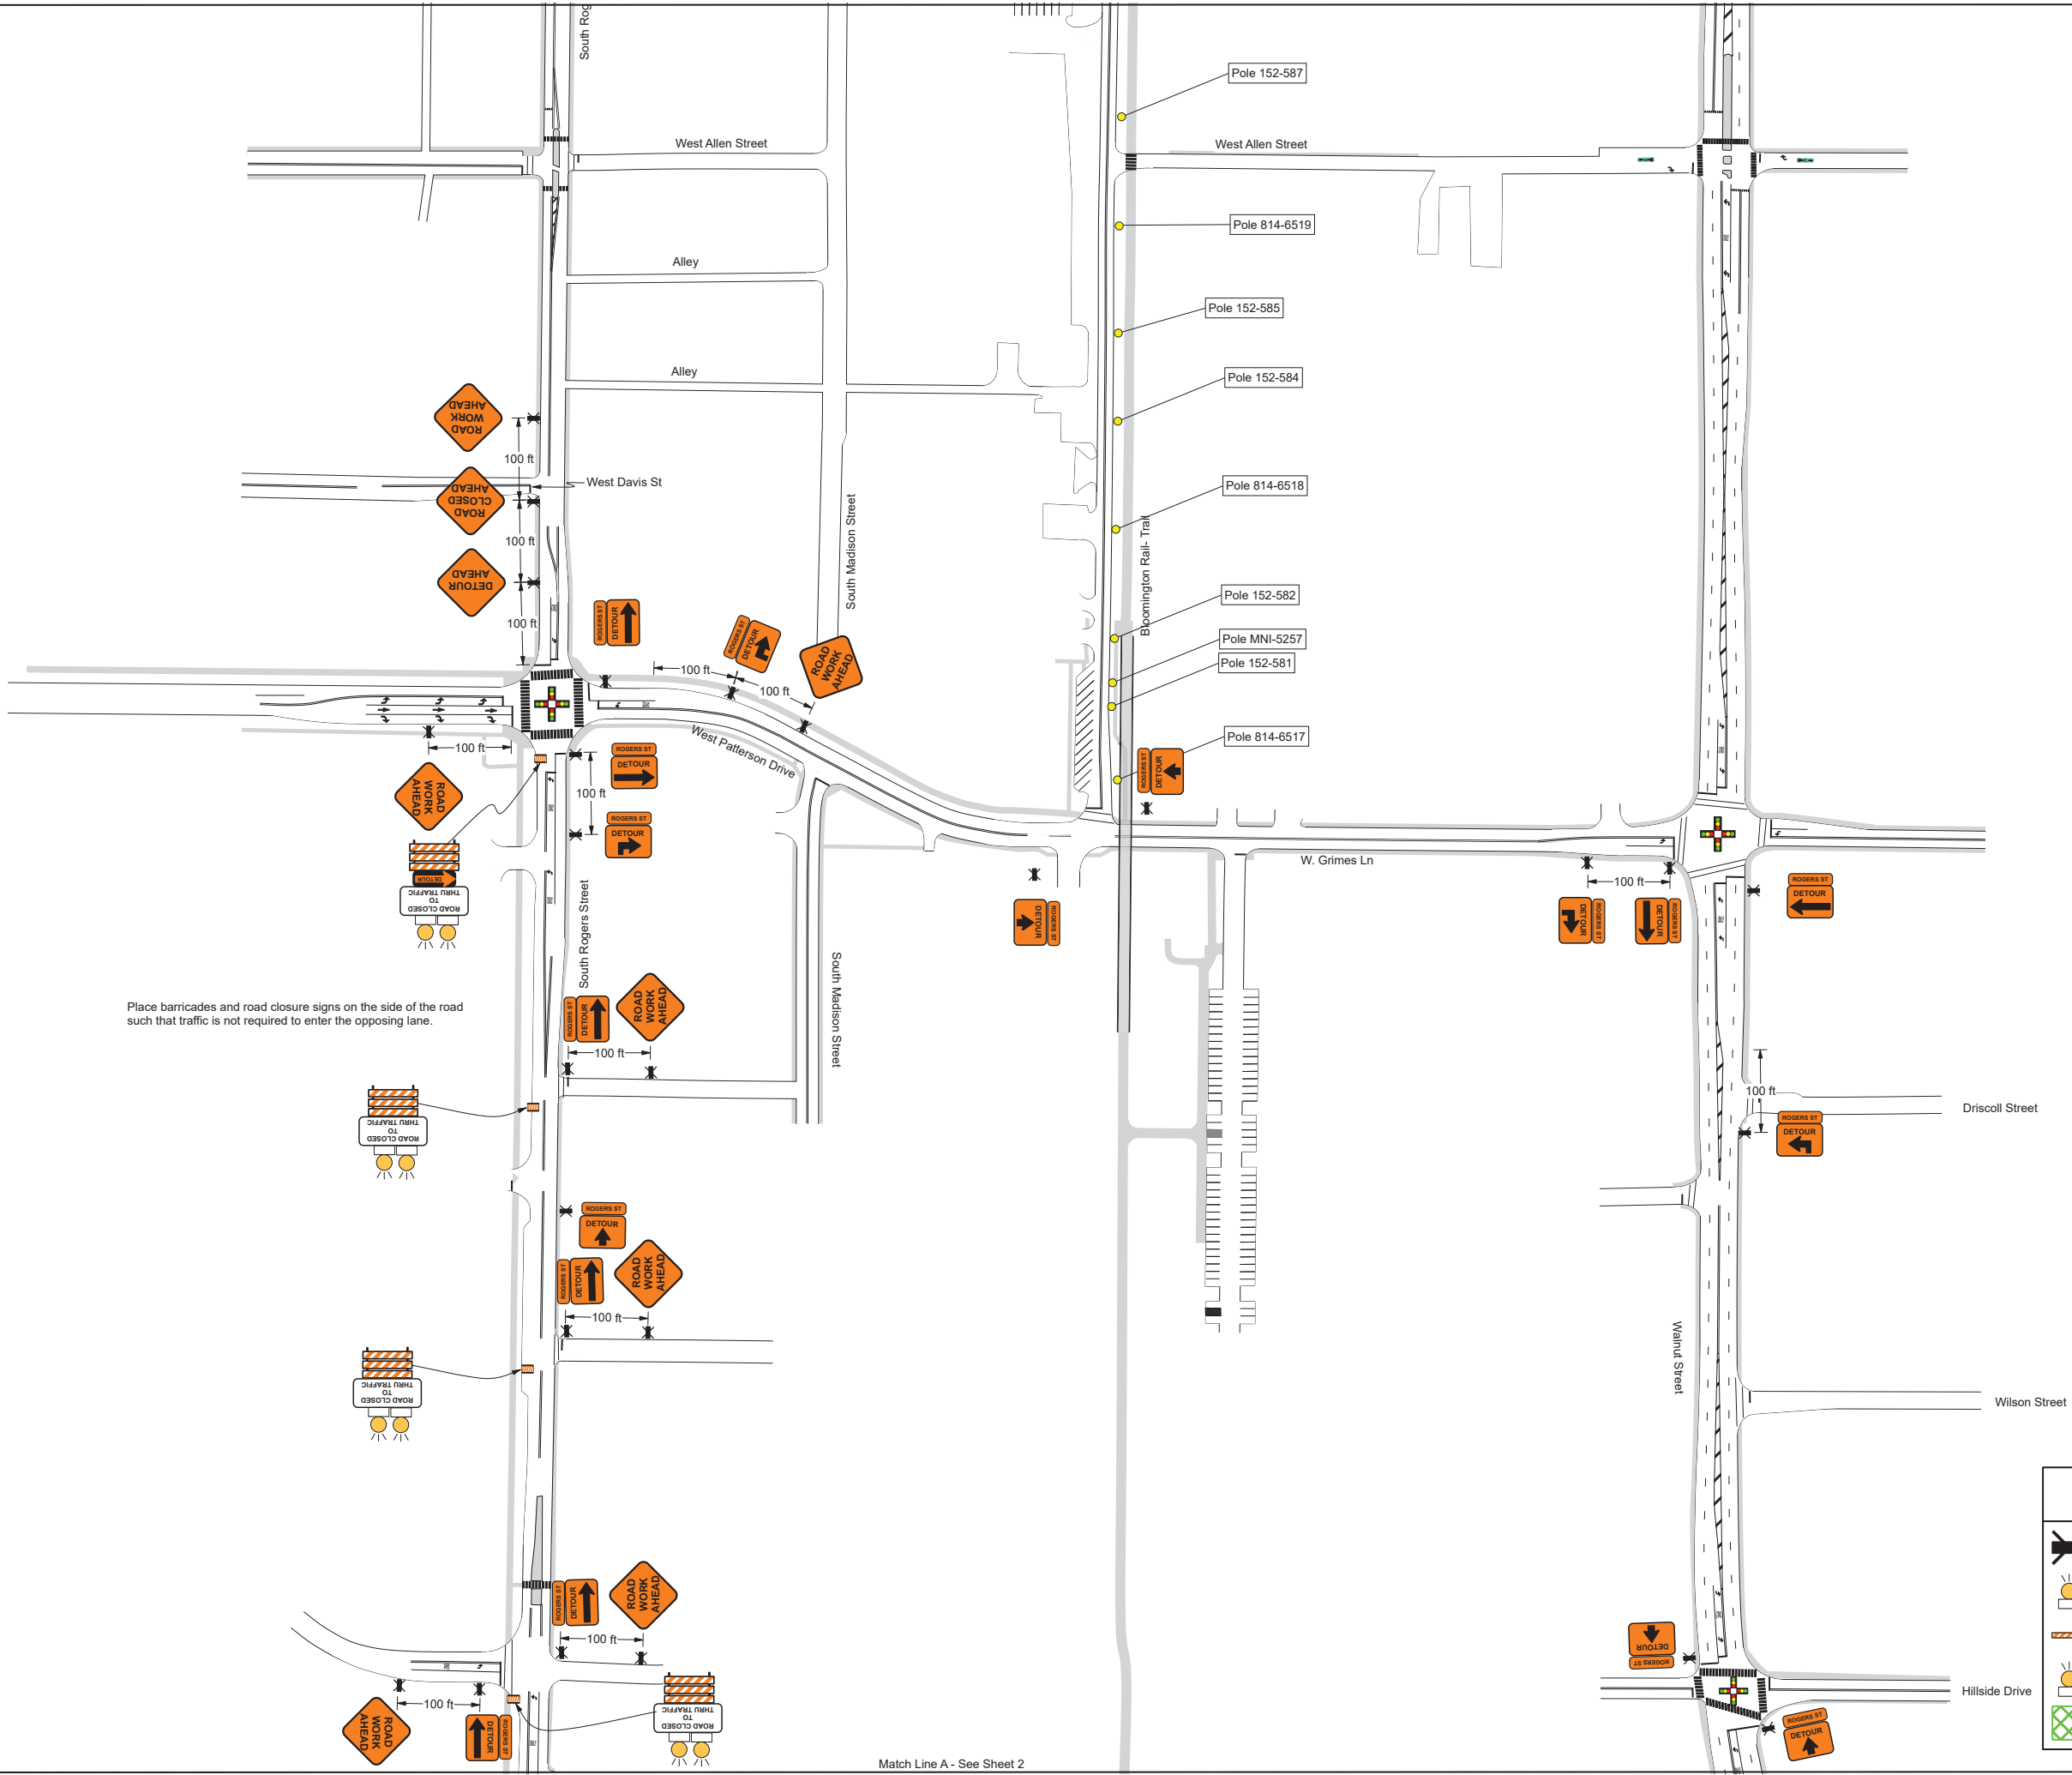 South Rog
Pole 152-587
West Allen Street
West Allen Street
Pole 814-6519
Alley
Pole 152-585
Alley
Pole 152-584
ROAD
WORK
AHEAD
100 ft
West Davis St
ROAD
CLOSED
AHEAD
Pole 814-6518
South Madison Street
Bloomington Rail- Trail
100 ft
DETOUR
AHEAD
100 ft
ROGERS ST
DETOUR
ROGERS ST
DETOUR
ROAD
WORK
AHEAD
Pole 152-582
Pole MNI-5257
Pole 152-581
100 ft
100 ft
Pole 814-6517
West Patterson Drive
100 ft
ROGERS ST
DETOUR
ROGERS ST
DETOUR
ROAD
WORK
AHEAD
100 ft
ROGERS ST
DETOUR
DETOUR
ROAD CLOSED
TO
THRU TRAFFIC
W. Grimes Ln
100 ft
ROGERS ST
DETOUR
ROGERS ST
DETOUR
ROGERS ST
DETOUR
ROGERS ST
DETOUR
South Rogers Street
South Madison Street
Place barricades and road closure signs on the side of the road
such that traffic is not required to enter the opposing lane.
ROGERS ST
DETOUR
ROAD
WORK
AHEAD
100 ft
100 ft
Driscoll Street
ROGERS ST
DETOUR
ROAD CLOSED
TO
THRU TRAFFIC
ROGERS ST
DETOUR
ROGERS ST
DETOUR
ROAD
WORK
AHEAD
100 ft
Walnut Street
ROAD CLOSED
TO
THRU TRAFFIC
Wilson Street
ROGERS ST
DETOUR
ROAD
WORK
AHEAD
100 ft
ROGERS ST
DETOUR
Hillside Drive
100 ft
ROAD
WORK
AHEAD
ROGERS ST
DETOUR
ROAD CLOSED
TO
THRU TRAFFIC
ROGERS ST
DETOUR
Match Line A - See Sheet 2